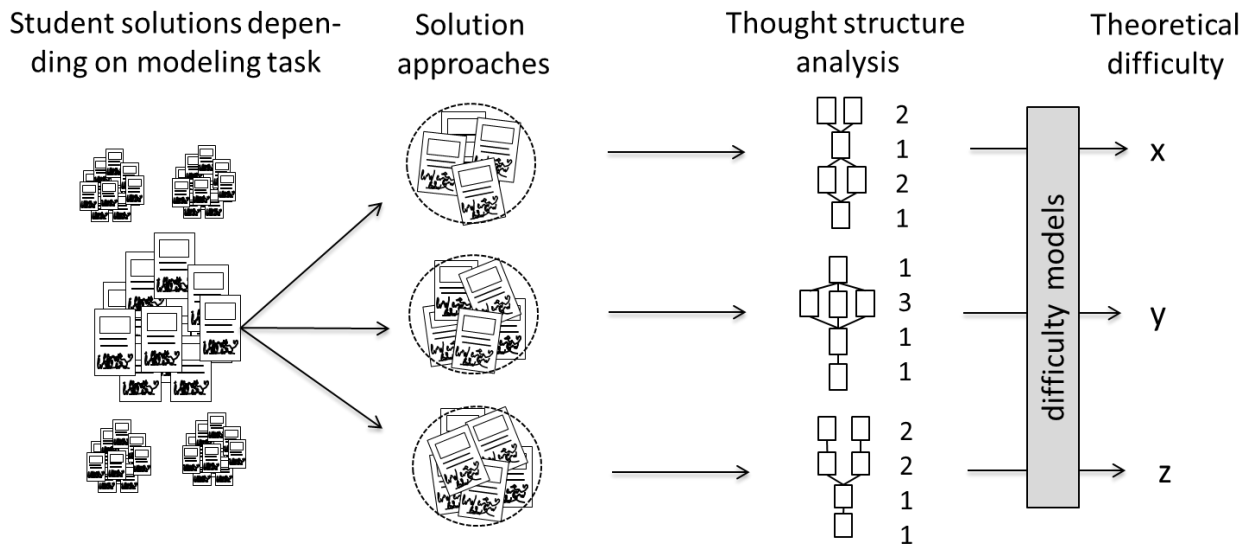 Student solutions depen-
ding on modeling task
Solution
approaches
Thought structure
analysis
Theoretical
difficulty
2
1
2
1
x
1
3
1
1
y
2
2
1
1
z
difficulty models